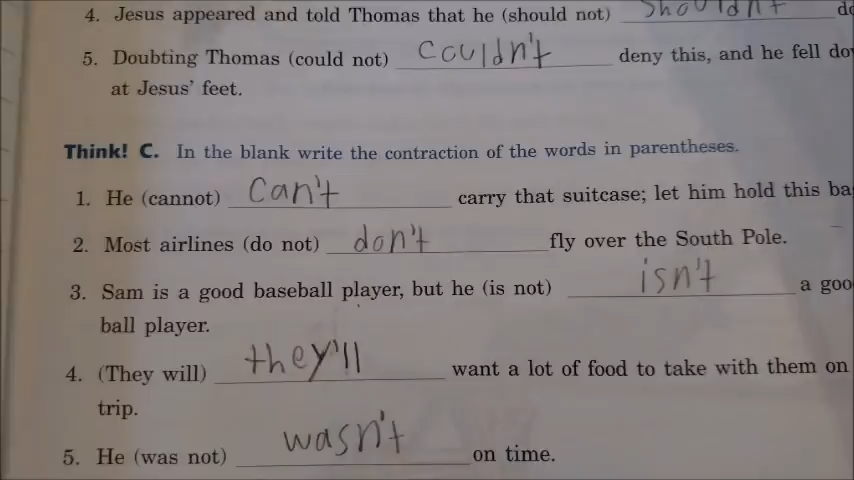 4. Jesus appeared and told Thomas that he (should not) shouldn't
5. Doubting Thomas (could not) couldn't deny this, and he fell
at Jesus' feet.
Think! C. In the blank write the contraction of the words in parentheses.
1. He (cannot) can't carry that suitcase; let him hold this
2. Most airlines (do not) don't fly over the South Pole.
3. Sam is a good baseball player, but he (is not) isn't a
ball player.
4. (They will) they'll want a lot of food to take with them on
trip.
5. He (was not) wasn't on time.